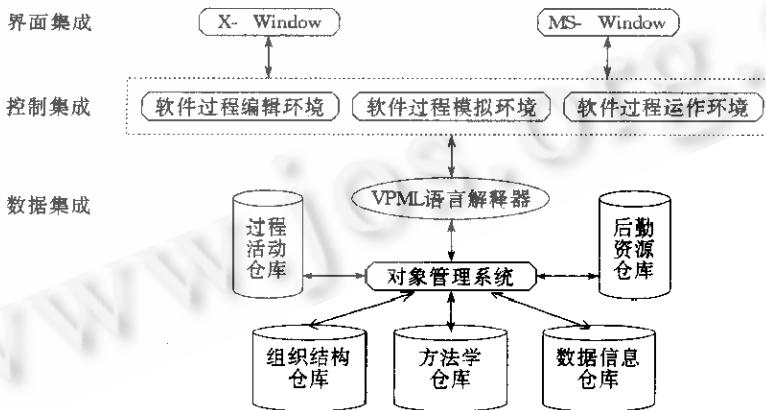 界面集成
X- Window
MS- Window
控制集成
软件过程编辑环境
软件过程模拟环境
软件过程运作环境
数据集成
VPML语言解释器
过程
活动
仓库
后勤
资源
仓库
对象管理系统
组织结构
仓库
方法学
仓库
数据信息
仓库
www.jos.org.